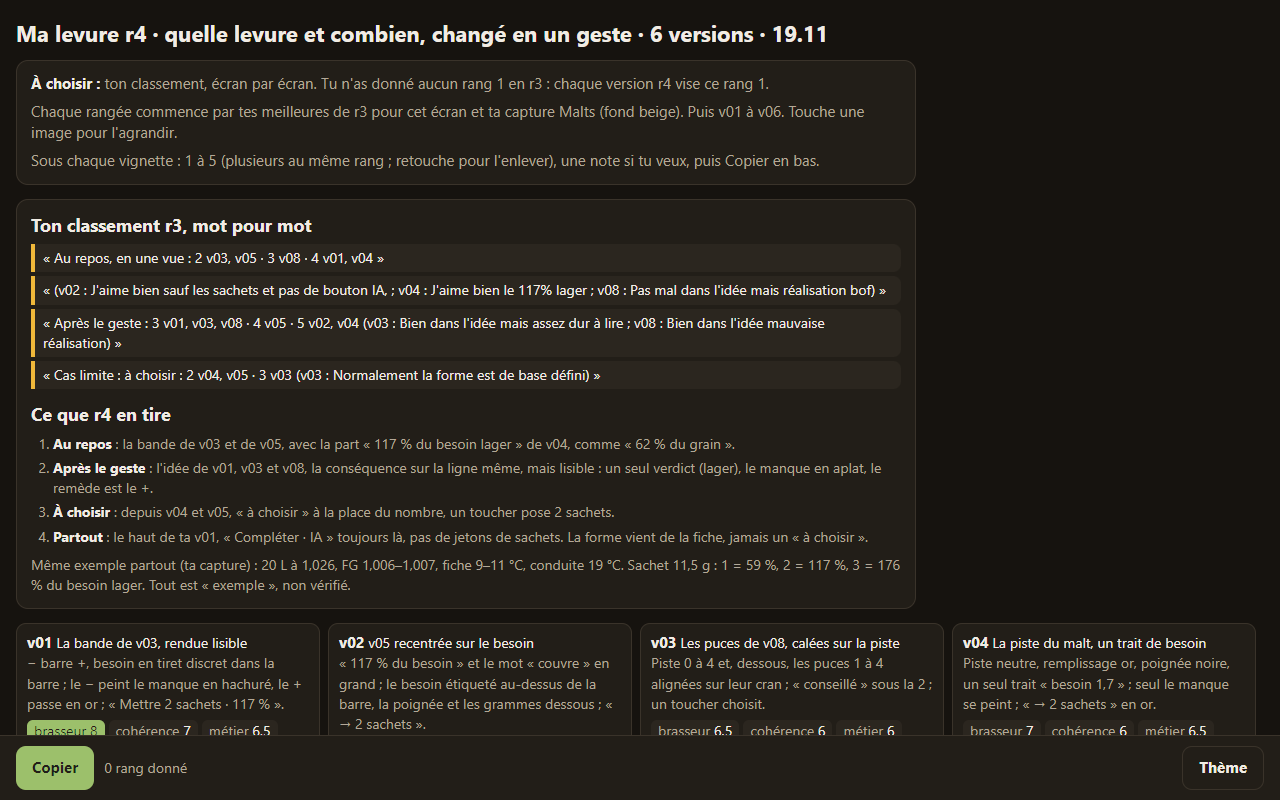 Ma levure r4 · quelle levure et combien, changé en un geste · 6 versions · 19.11
À choisir : ton classement, écran par écran. Tu n'as donné aucun rang 1 en r3 : chaque version r4 vise ce rang 1.
Chaque rangée commence par tes meilleures de r3 pour cet écran et ta capture Malts (fond beige). Puis v01 à v06. Touche une
image pour l'agrandir.
Sous chaque vignette : 1 à 5 (plusieurs au même rang ; retouche pour l'enlever), une note si tu veux, puis Copier en bas.
Ton classement r3, mot pour mot
« Au repos, en une vue : 2 v03, v05 · 3 v08 · 4 v01, v04 »
« (v02 : J'aime bien sauf les sachets et pas de bouton IA, ; v04 : J'aime bien le 117% lager ; v08 : Pas mal dans l'idée mais réalisation bof) »
« Après le geste : 3 v01, v03, v08 · 4 v05 · 5 v02, v04 (v03 : Bien dans l'idée mais assez dur à lire ; v08 : Bien dans l'idée mauvaise
réalisation) »
« Cas limite : à choisir : 2 v04, v05 · 3 v03 (v03 : Normalement la forme est de base défini) »
Ce que r4 en tire
1. Au repos : la bande de v03 et de v05, avec la part « 117 % du besoin lager » de v04, comme « 62 % du grain ».
2. Après le geste : l'idée de v01, v03 et v08, la conséquence sur la ligne même, mais lisible : un seul verdict (lager), le manque en aplat, le
remède est le +.
3. À choisir : depuis v04 et v05, « à choisir » à la place du nombre, un toucher pose 2 sachets.
4. Partout : le haut de ta v01, « Compléter · IA » toujours là, pas de jetons de sachets. La forme vient de la fiche, jamais un « à choisir ».
Même exemple partout (ta capture) : 20 L à 1,026, FG 1,006–1,007, fiche 9–11 °C, conduite 19 °C. Sachet 11,5 g : 1 = 59 %, 2 = 117 %, 3 = 176
% du besoin lager. Tout est « exemple », non vérifié.
v01 La bande de v03, rendue lisible
− barre +, besoin en tiret discret dans la
barre ; le − peint le manque en hachuré, le +
passe en or ; « Mettre 2 sachets · 117 % ».
brasseur 8 cohérence 7 métier 6.5
v02 v05 recentrée sur le besoin
« 117 % du besoin » et le mot « couvre » en
grand ; le besoin étiqueté au-dessus de la
barre, la poignée et les grammes dessous ; «
→ 2 sachets ».
v03 Les puces de v08, calées sur la piste
Piste 0 à 4 et, dessous, les puces 1 à 4
alignées sur leur cran ; « conseillé » sous la 2 ;
un toucher choisit.
brasseur 6.5 cohérence 6 métier 6
v04 La piste du malt, un trait de besoin
Piste neutre, remplissage or, poignée noire,
un seul trait « besoin 1,7 » ; seul le manque
se peint ; « → 2 sachets » en or.
brasseur 7 cohérence 6 métier 6.5
Copier
0 rang donné
Thème